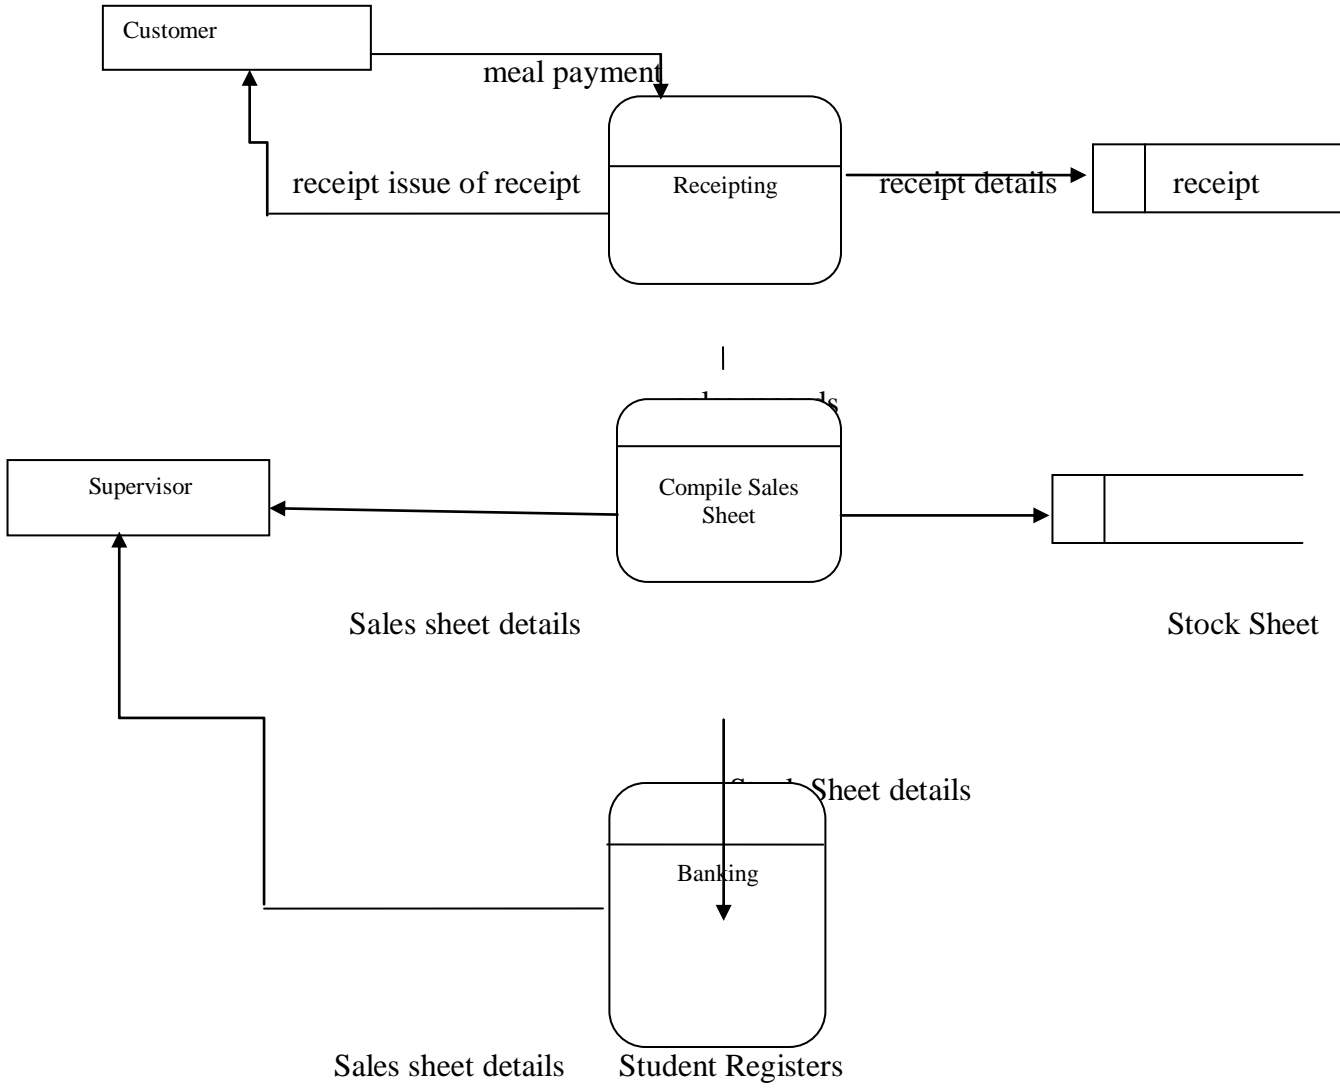 Customer
meal payment
receipt issue of receipt
Receipting
receipt details
receipt
Supervisor
Compile Sales
Sheet
Sales sheet details
Stock Sheet
Sheet details
Banking
Sales sheet details
Student Registers